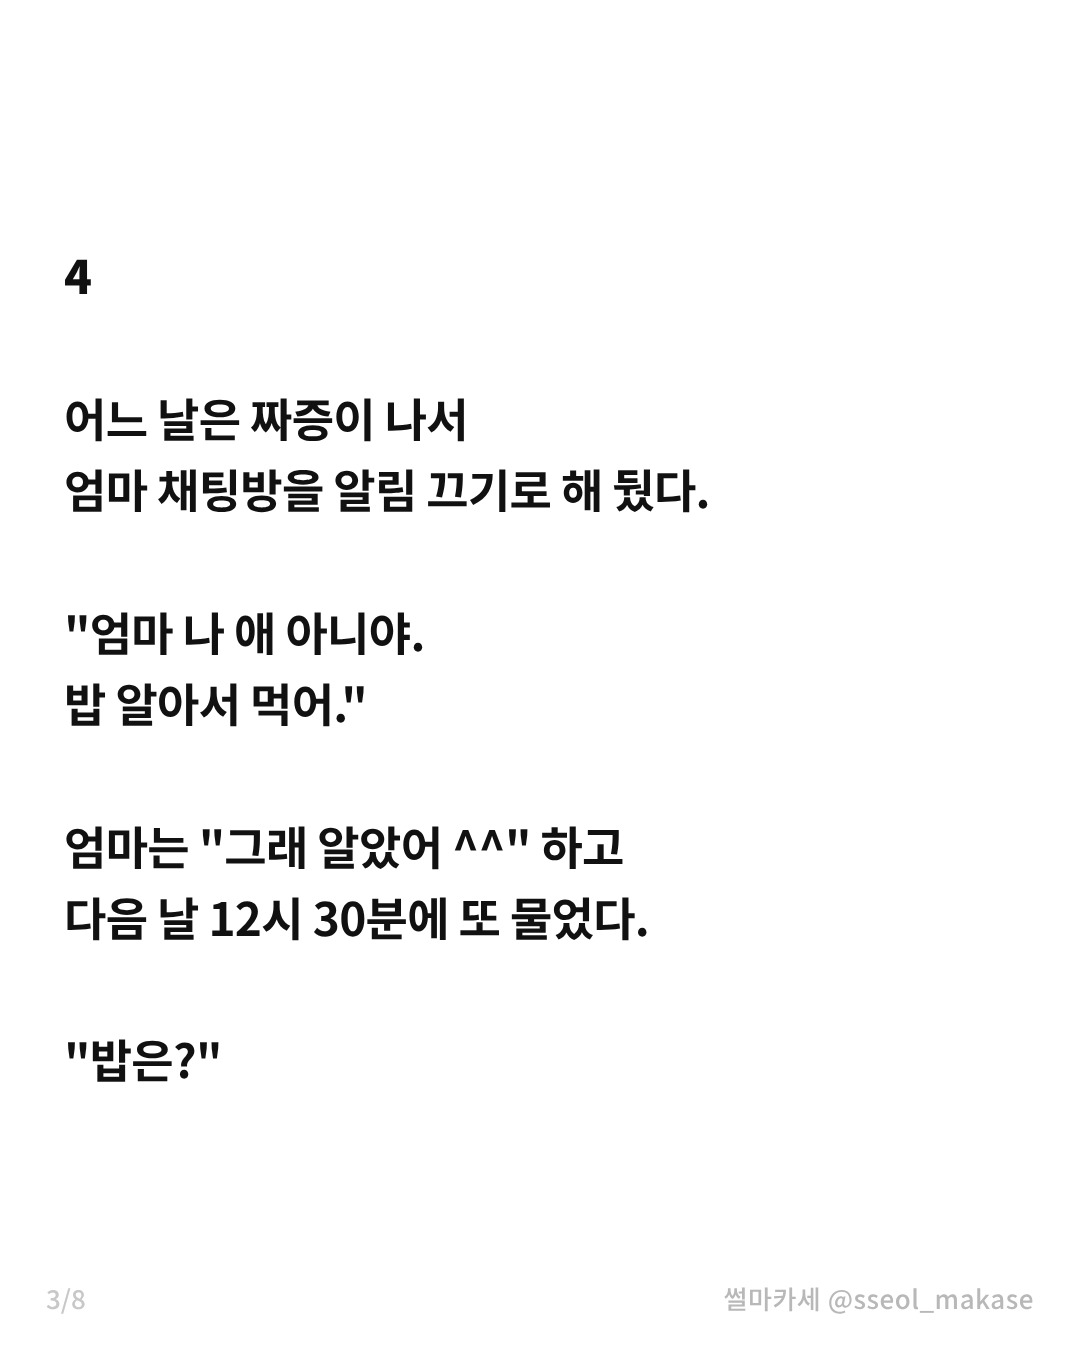 4
어느 날은 짜증이 나서
엄마 채팅방을 알림 끄기로 해 뒀다.
"엄마 나 애 아니야.
밥 알아서 먹어."
엄마는 "그래 알았어 ^^" 하고
다음 날 12시 30분에 또 물었다.
"밥은?"
3/8
썰마카세 @sseol_makase